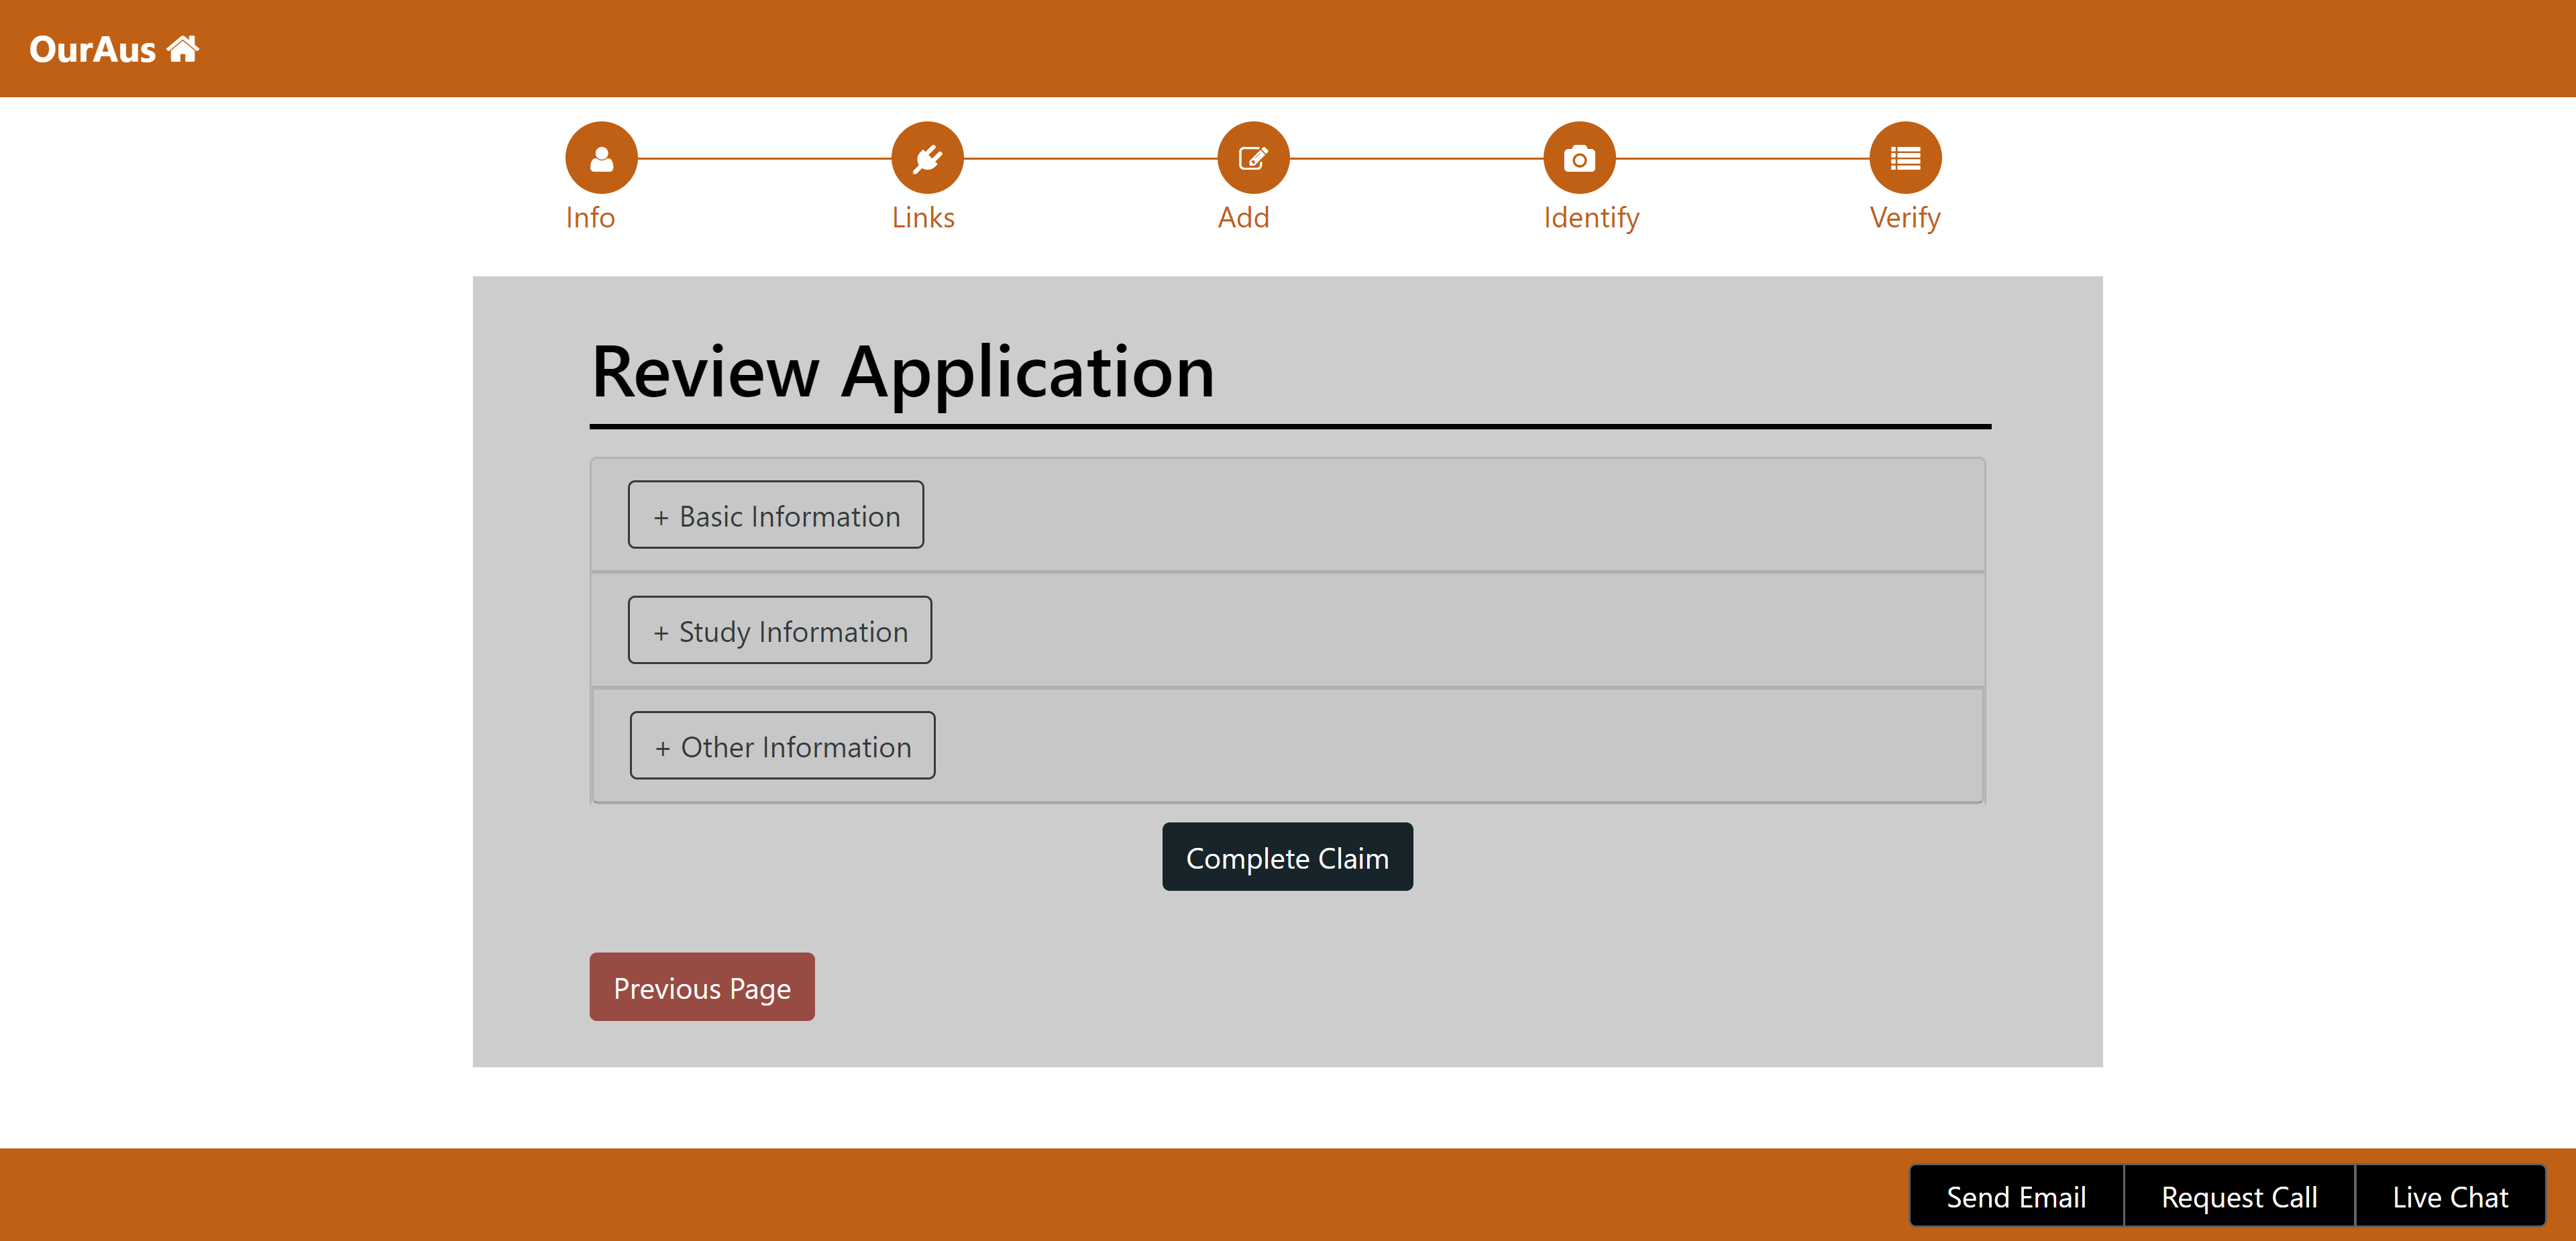 OurAus
Info
Links
Add
Identify
Verify
Review Application
+ Basic Information
+ Study Information
+ Other Information
Complete Claim
Previous Page
Send Email
Request Call
Live Chat